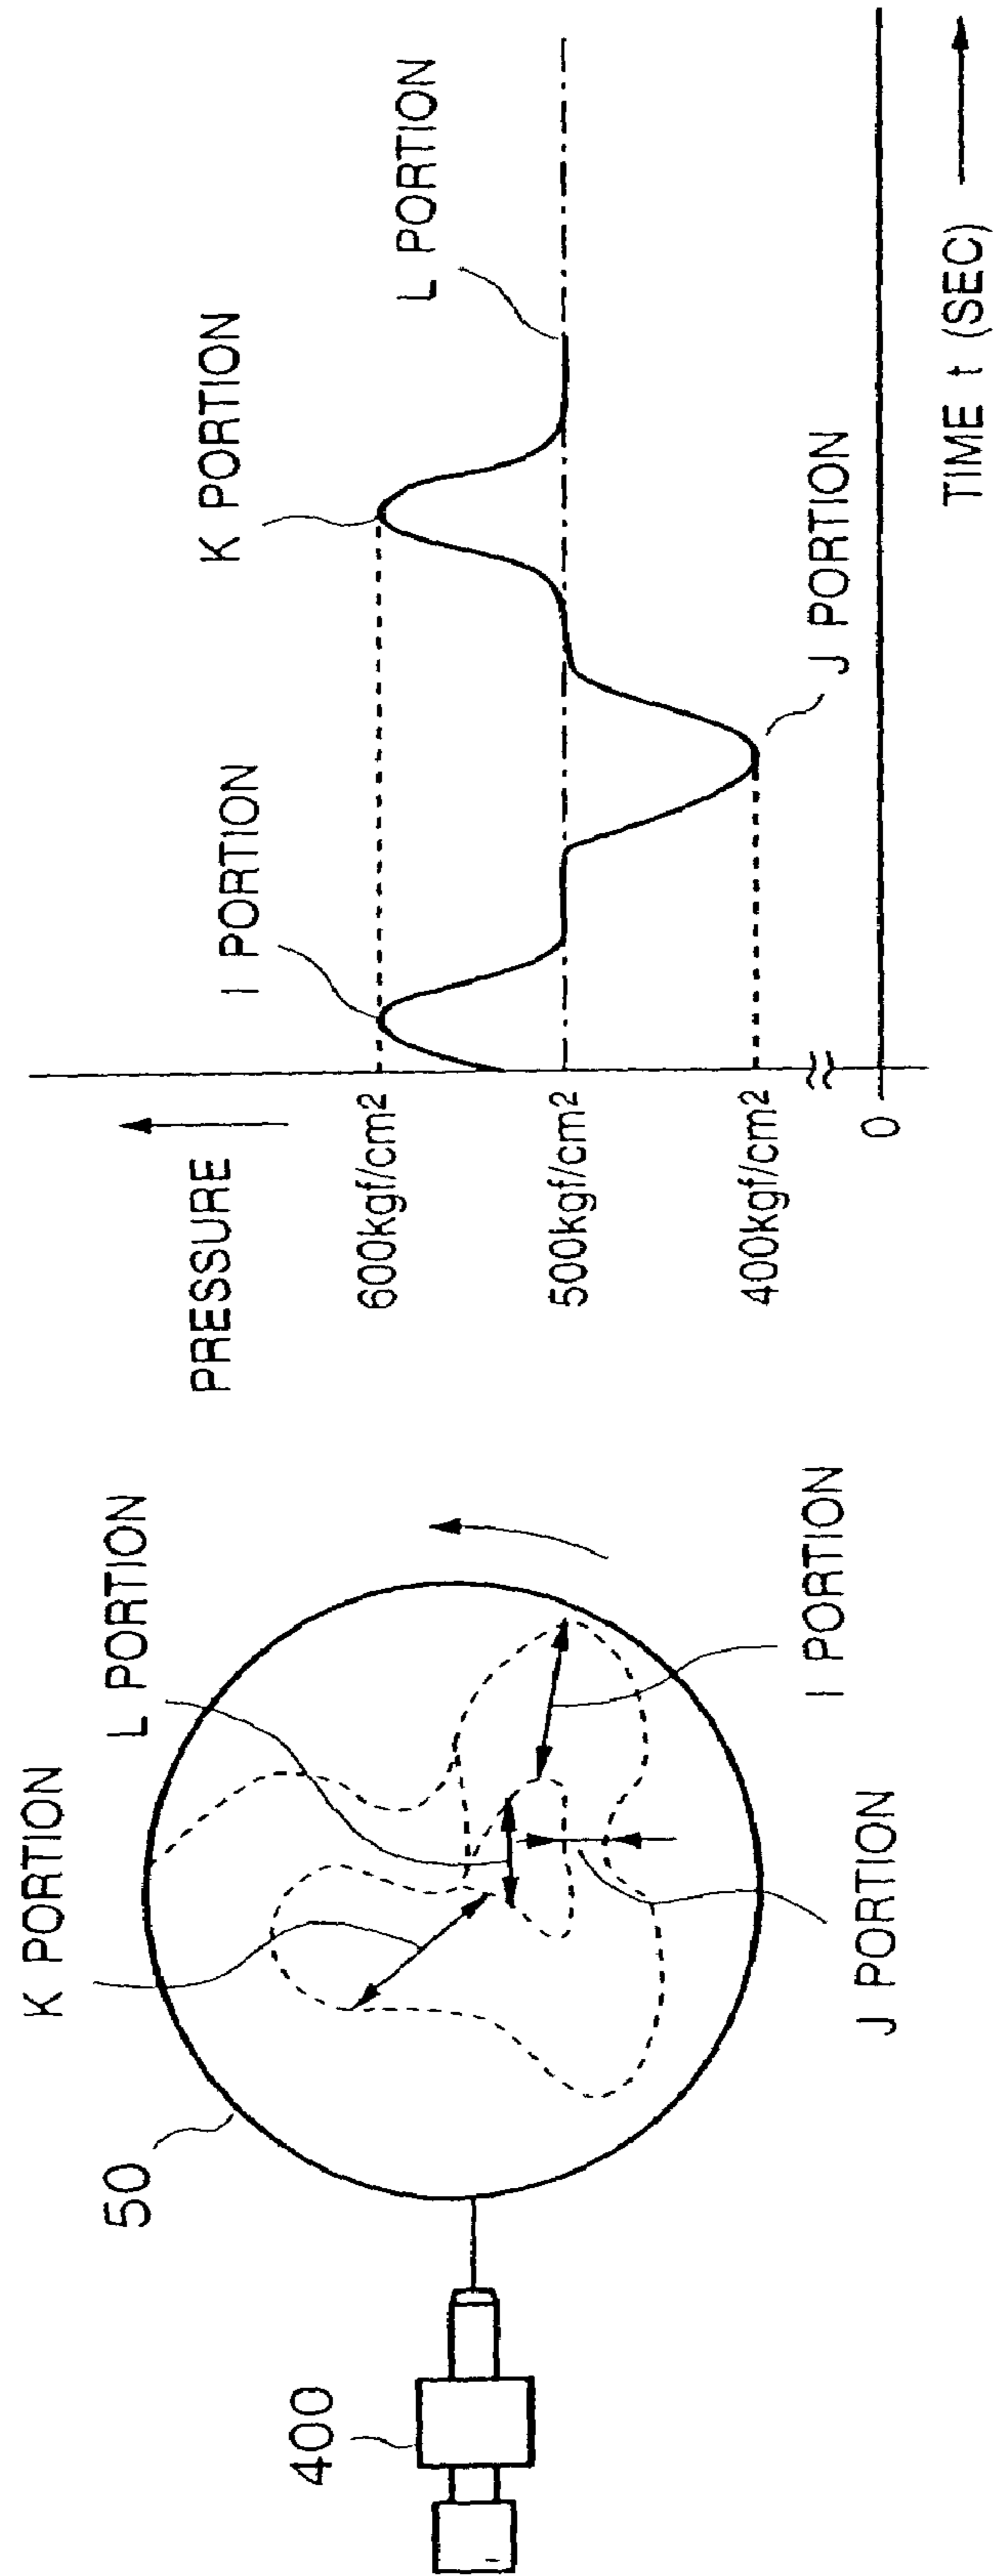 400
50
K PORTION
L PORTION
J PORTION
I PORTION
PRESSURE
600kgf/cm²
500kgf/cm²
400kgf/cm²
0
I PORTION
K PORTION
L PORTION
J PORTION
TIME t (SEC)